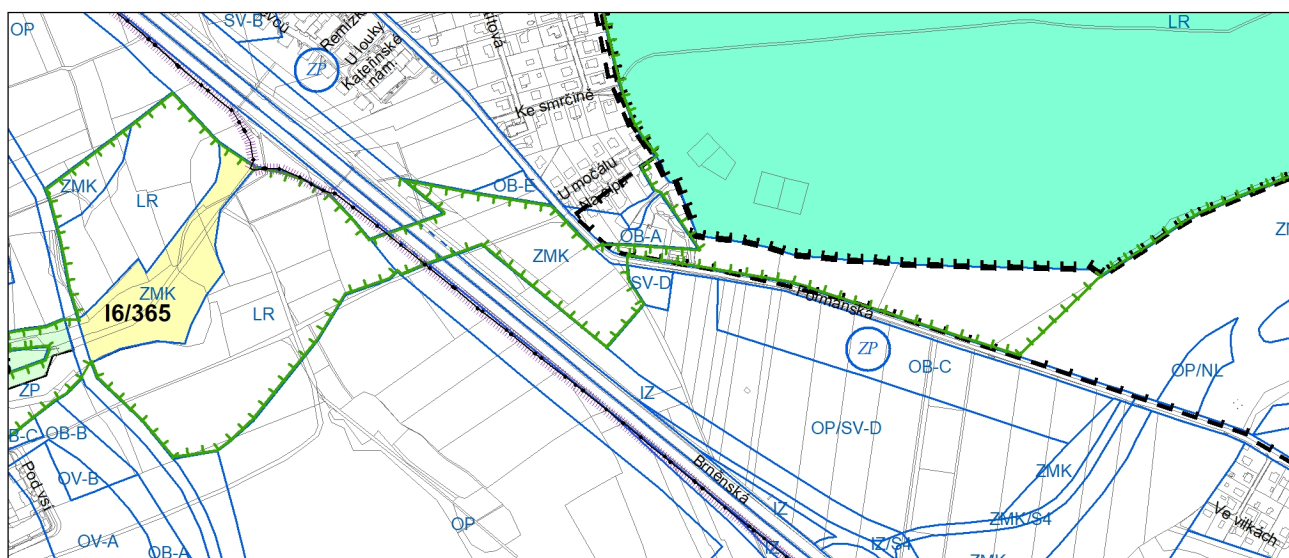 OP
SV-B
Remízk
U louky
Kateřinské
nám.
ZP
LR
Ke smrčině
ZMK
LR
OB-E
U močálu
OB-A
ZMK
SV-D
Formanská
ZMK
I6/365
LR
ZP
OB-C
OP/NL
ZP
IZ
OP/SV-D
B-C
OB-B
OV-B
Pod vsí
ZMK
Brněnská
IZ
ZMK/S4
Ve vilkách
OP
OV-A
OB-A
IZ
IZ/S4
ZMK